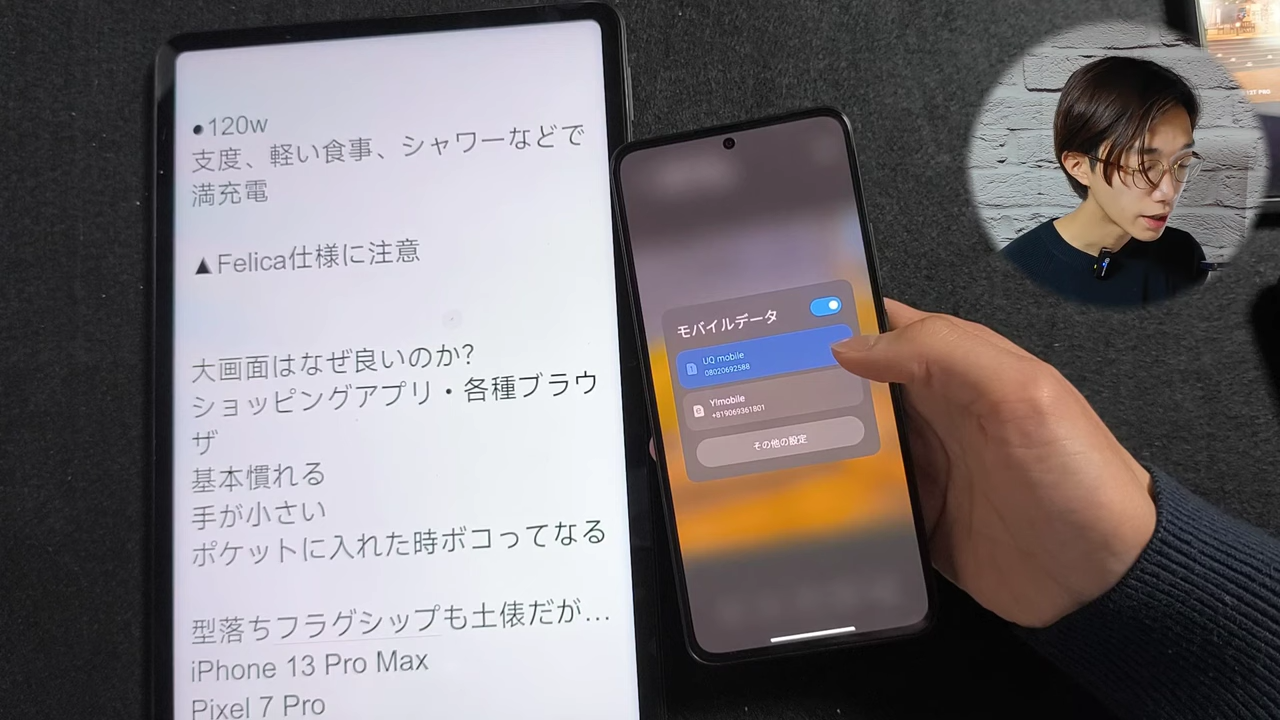 ●120w
支度、軽い食事、シャワーなどで
満充電
▲Felica仕様に注意
大画面はなぜ良いのか?
ショッピングアプリ・各種ブラウ
ザ
基本慣れる
手が小さい
ポケットに入れた時ボコってなる
型落ちフラグシップも土俵だが…
iPhone 13 Pro Max
Pixel 7 Pro
モバイルデータ
UQ mobile
08020692588
Y!mobile
+819069361801
その他の設定